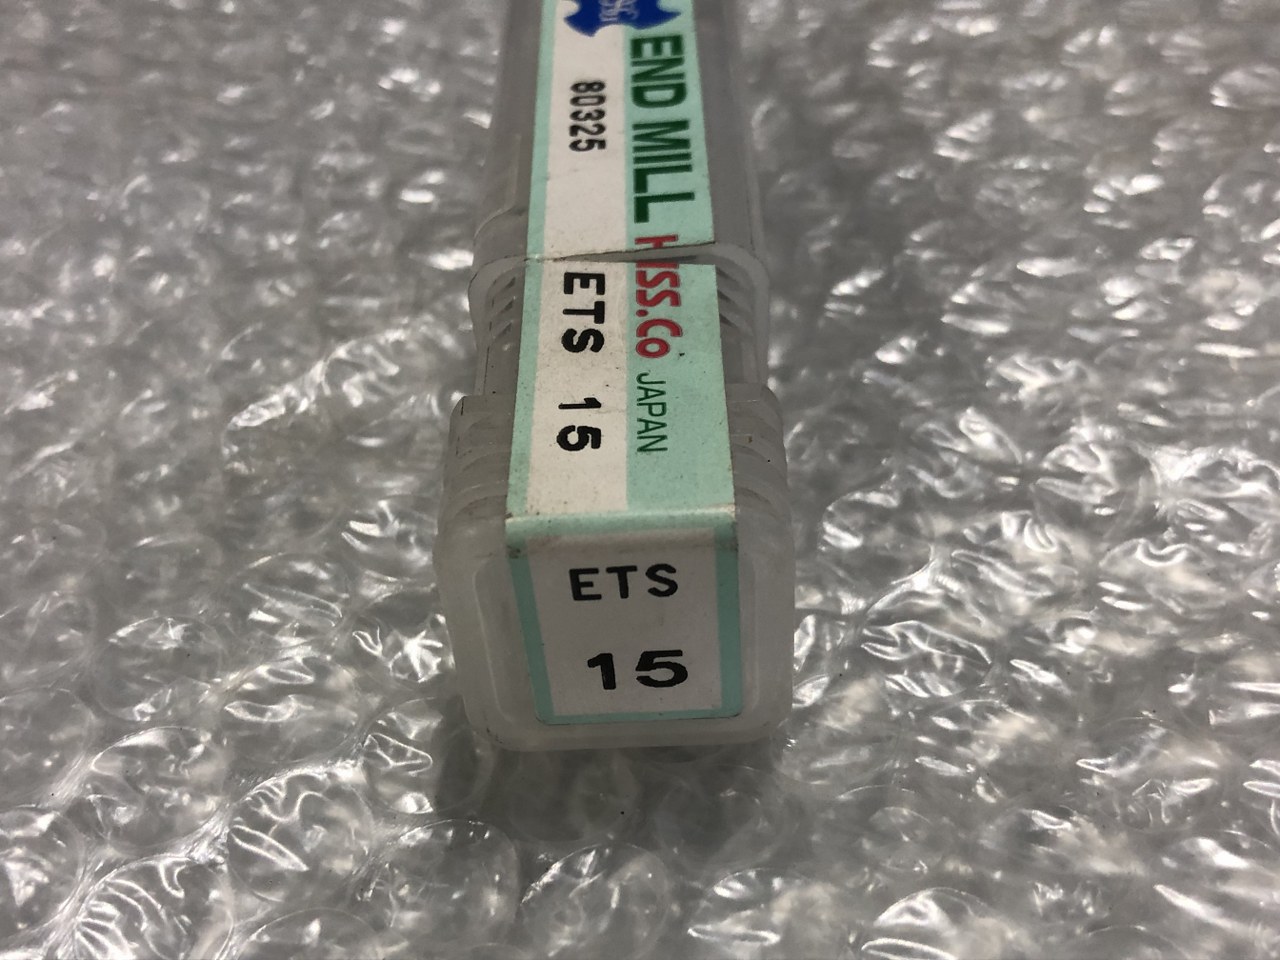 END MILL HSS.Co JAPAN
80325
ETS 15
ETS
15